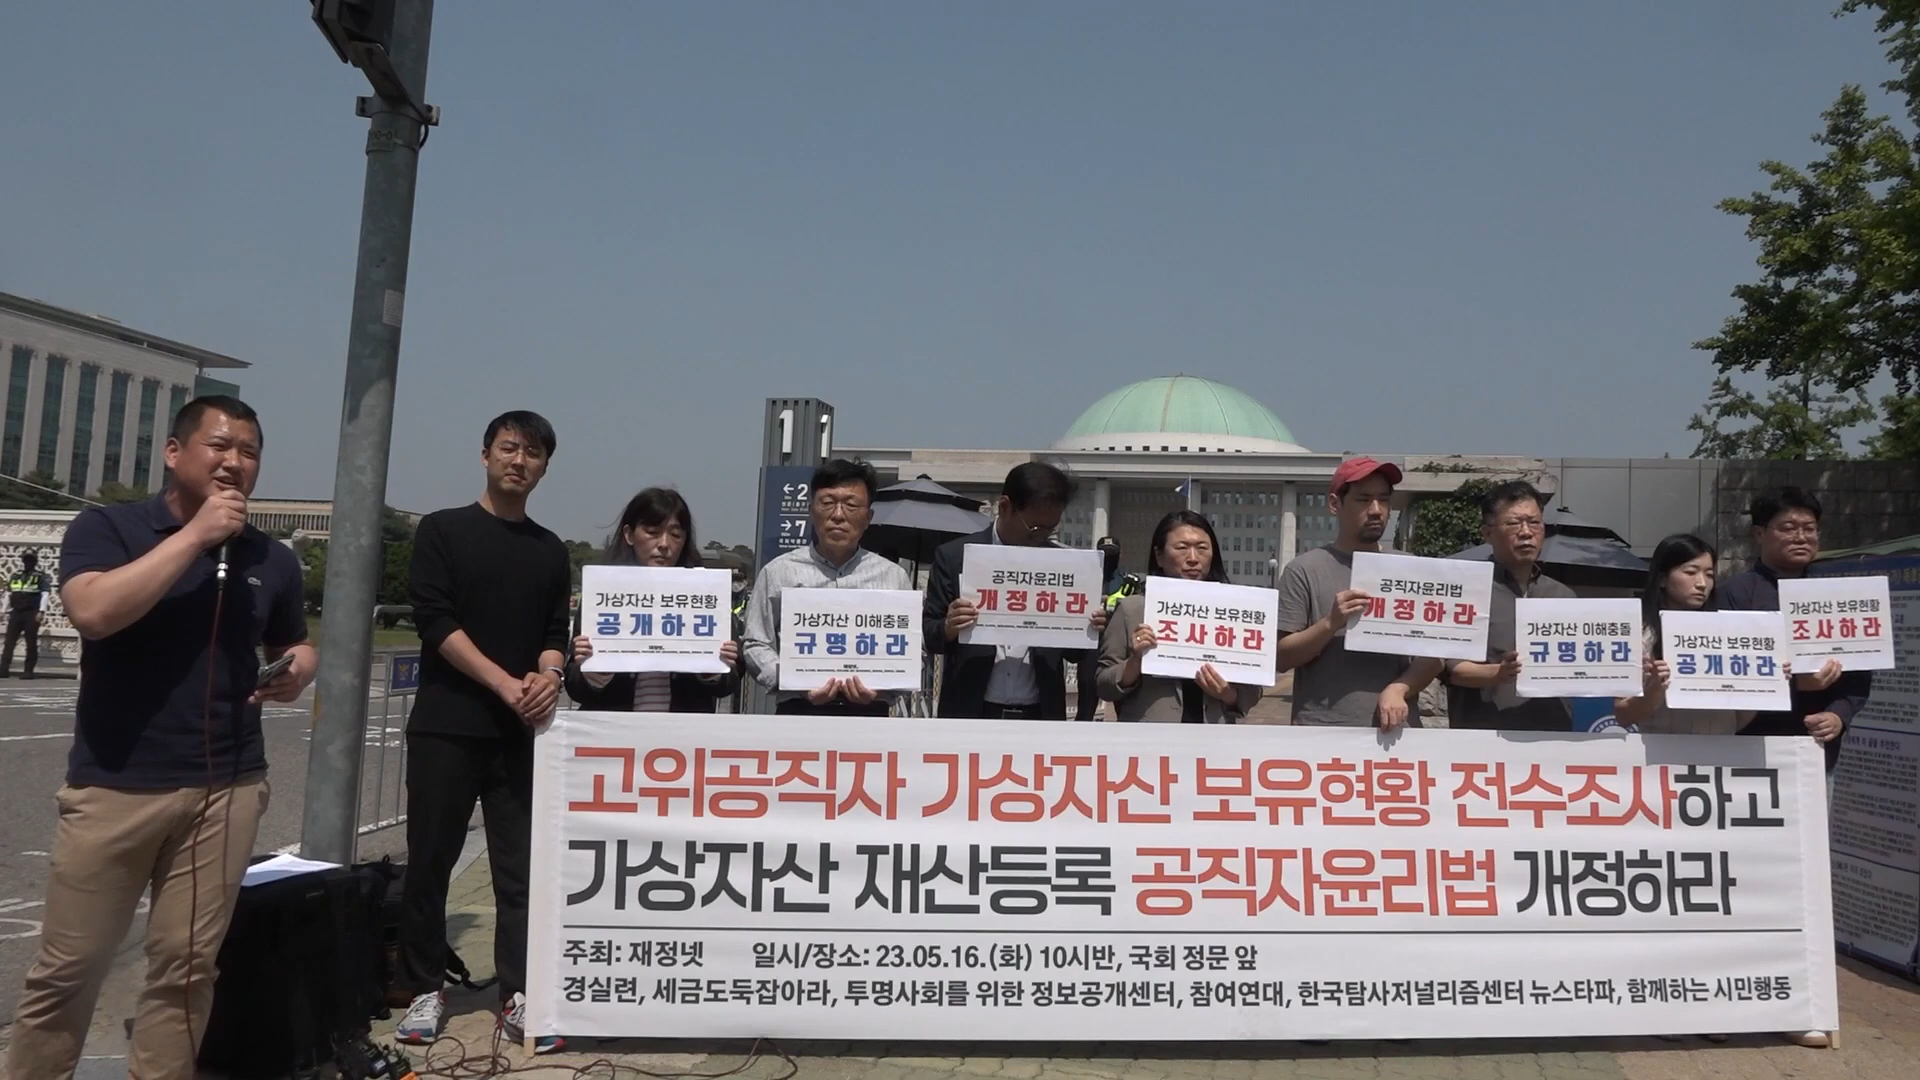 1 1
←2
→7
가상자산 보유현황
공개하라
가상자산 이해충돌
규명하라
공직자윤리법
개정하라
가상자산 보유현황
조사하라
공직자윤리법
개정하라
가상자산 이해충돌
규명하라
가상자산 보유현황
공개하라
가상자산 보유현황
조사하라
고위공직자 가상자산 보유현황 전수조사하고
가상자산 재산등록 공직자윤리법 개정하라
주최: 재정넷 일시/장소: 23.05.16.(화) 10시반, 국회 정문 앞
경실련, 세금도둑잡아라, 투명사회를 위한 정보공개센터, 참여연대, 한국탐사저널리즘센터 뉴스타파, 함께하는 시민행동